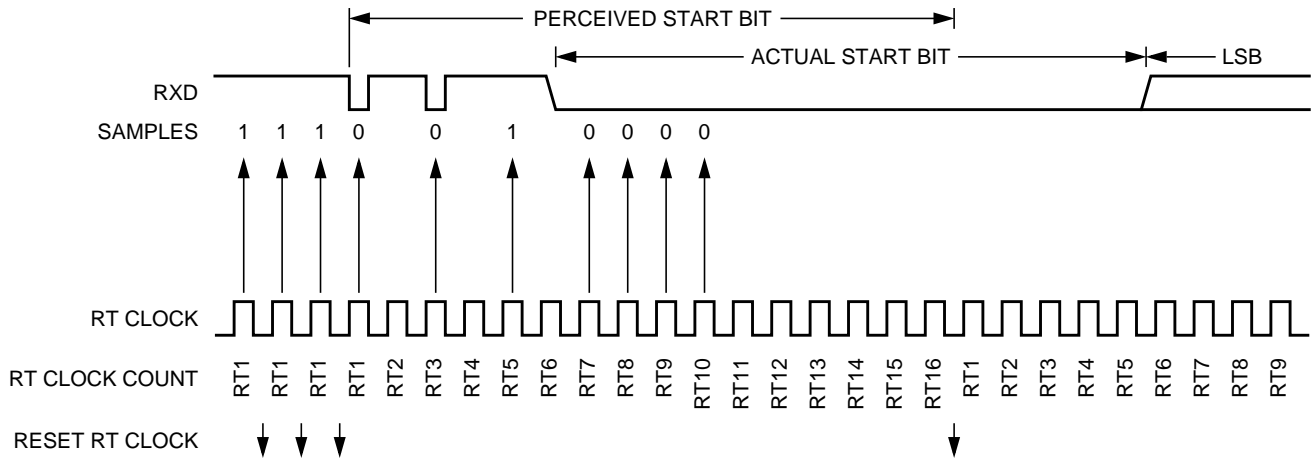 PERCEIVED START BIT
ACTUAL START BIT LSB
RXD
SAMPLES 1 1 1 0 0 1 0 0 0 0
RT CLOCK
RT CLOCK COUNT RT1 RT1 RT1 RT1 RT2 RT3 RT4 RT5 RT6 RT7 RT8 RT9 RT10 RT11 RT12 RT13 RT14 RT15 RT16 RT1 RT2 RT3 RT4 RT5 RT6 RT7 RT8 RT9
RESET RT CLOCK